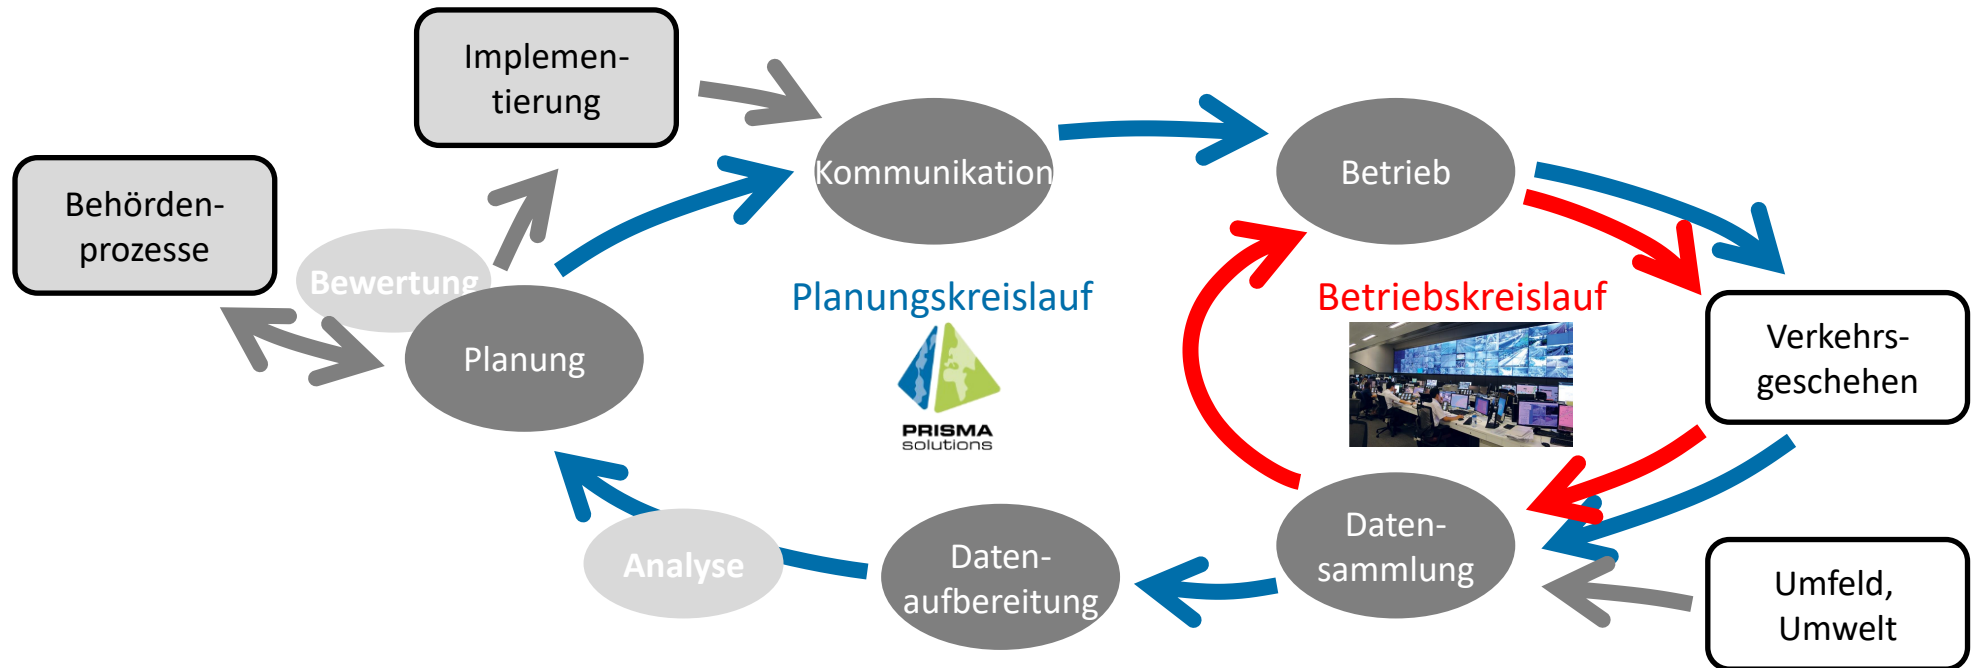 Implemen-
tierung
Behörden-
prozesse
Bewertung
Planung
Kommunikation
Betrieb
Planungskreislauf
PRISMA
solutions
Betriebskreislauf
Verkehrs-
geschehen
Analyse
Daten-
aufbereitung
Daten-
sammlung
Umfeld,
Umwelt